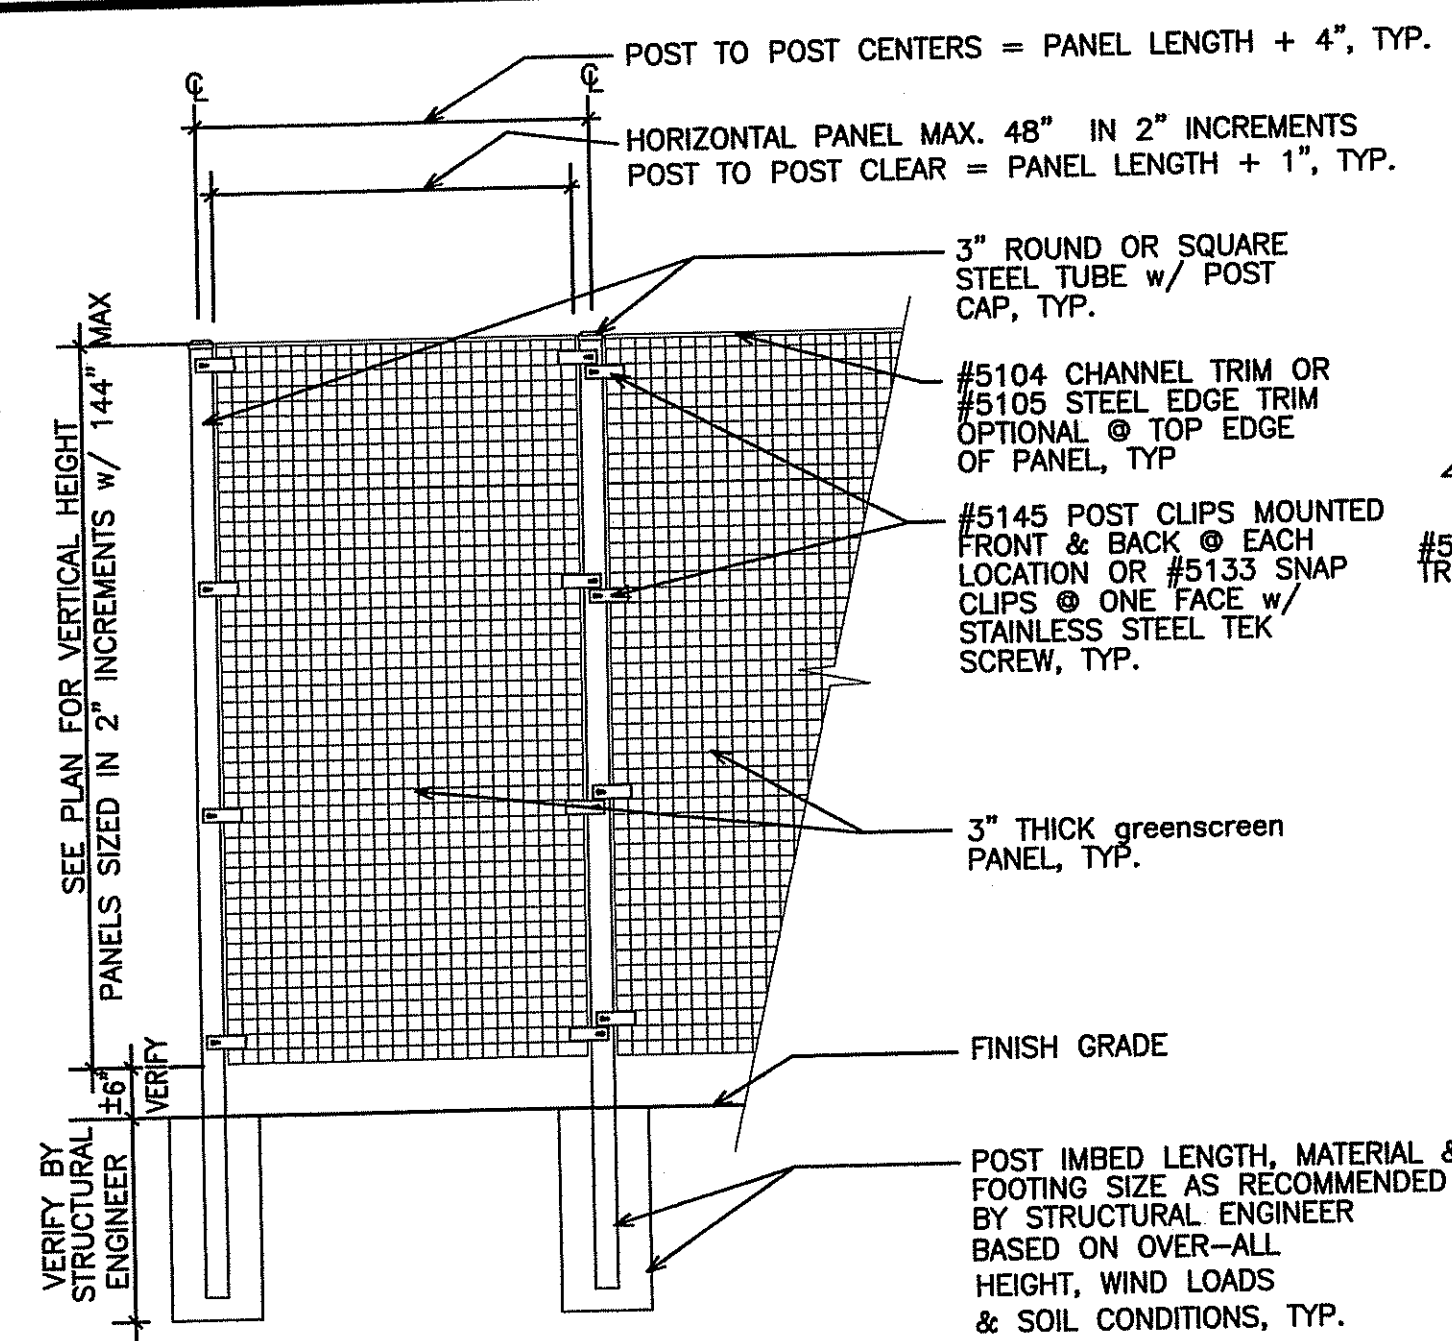 POST TO POST CENTERS = PANEL LENGTH + 4", TYP.
℄ ℄
HORIZONTAL PANEL MAX. 48" IN 2" INCREMENTS
POST TO POST CLEAR = PANEL LENGTH + 1", TYP.
3" ROUND OR SQUARE
STEEL TUBE w/ POST
CAP, TYP.
#5104 CHANNEL TRIM OR
#5105 STEEL EDGE TRIM
OPTIONAL @ TOP EDGE
OF PANEL, TYP
#5145 POST CLIPS MOUNTED
FRONT & BACK @ EACH
LOCATION OR #5133 SNAP
CLIPS @ ONE FACE w/
STAINLESS STEEL TEK
SCREW, TYP.
#5
TR
3" THICK greenscreen
PANEL, TYP.
FINISH GRADE
POST IMBED LENGTH, MATERIAL &
FOOTING SIZE AS RECOMMENDED
BY STRUCTURAL ENGINEER
BASED ON OVER-ALL
HEIGHT, WIND LOADS
& SOIL CONDITIONS, TYP.
SEE PLAN FOR VERTICAL HEIGHT
PANELS SIZED IN 2" INCREMENTS w/ 144" MAX
±6"
VERIFY
VERIFY BY
STRUCTURAL
ENGINEER